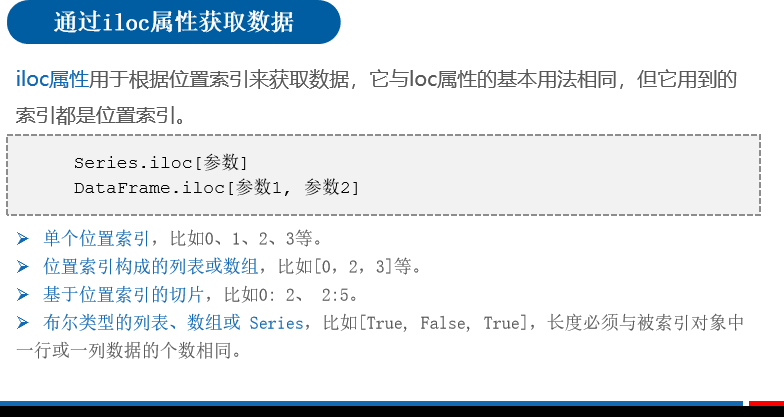 通过iloc属性获取数据
iloc属性用于根据位置索引来获取数据，它与loc属性的基本用法相同，但它用到的
索引都是位置索引。
Series.iloc[参数]
DataFrame.iloc[参数1, 参数2]
➢ 单个位置索引，比如0、1、2、3等。
➢ 位置索引构成的列表或数组，比如[0，2，3]等。
➢ 基于位置索引的切片，比如0: 2、 2:5。
➢ 布尔类型的列表、数组或 Series，比如[True, False, True]，长度必须与被索引对象中
一行或一列数据的个数相同。